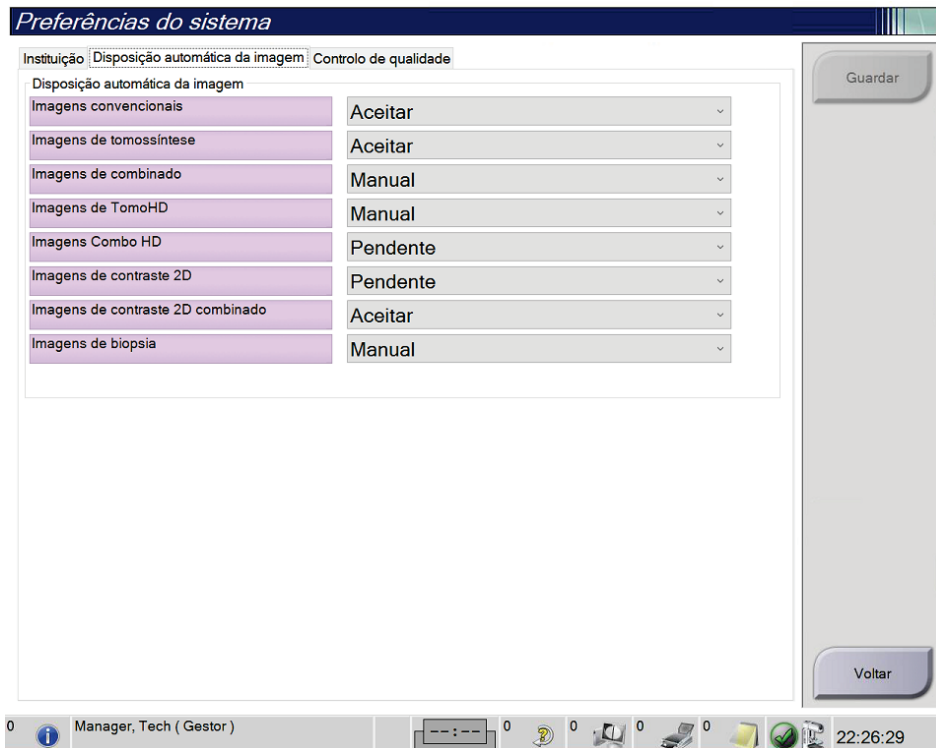 Preferências do sistema
Instituição Disposição automática da imagem Controlo de qualidade
Guardar
Disposição automática da imagem
Imagens convencionais Aceitar
Imagens de tomossíntese Aceitar
Imagens de combinado Manual
Imagens de TomoHD Manual
Imagens Combo HD Pendente
Imagens de contraste 2D Pendente
Imagens de contraste 2D combinado Aceitar
Imagens de biopsia Manual
Voltar
0 Manager, Tech ( Gestor ) --:-- 0 0 0 0 22:26:29